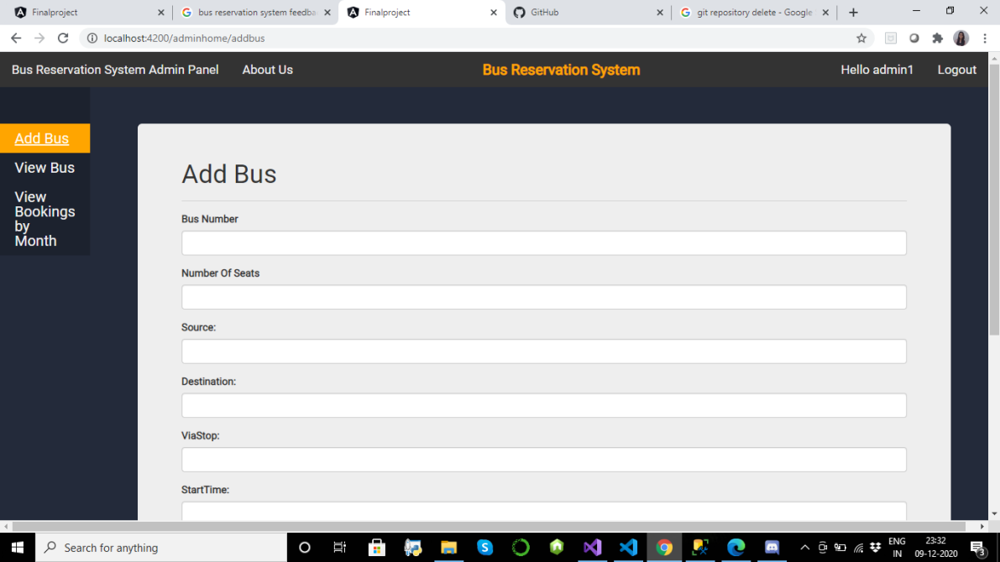 Finalproject
bus reservation system feedba
Finalproject
GitHub
git repository delete - Google
localhost:4200/adminhome/addbus
Bus Reservation System Admin Panel
About Us
Bus Reservation System
Hello admin1
Logout
Add Bus
View Bus
View
Bookings
by
Month
Add Bus
Bus Number
Number Of Seats
Source:
Destination:
ViaStop:
StartTime:
Search for anything
ENG
IN
23:32
09-12-2020
3